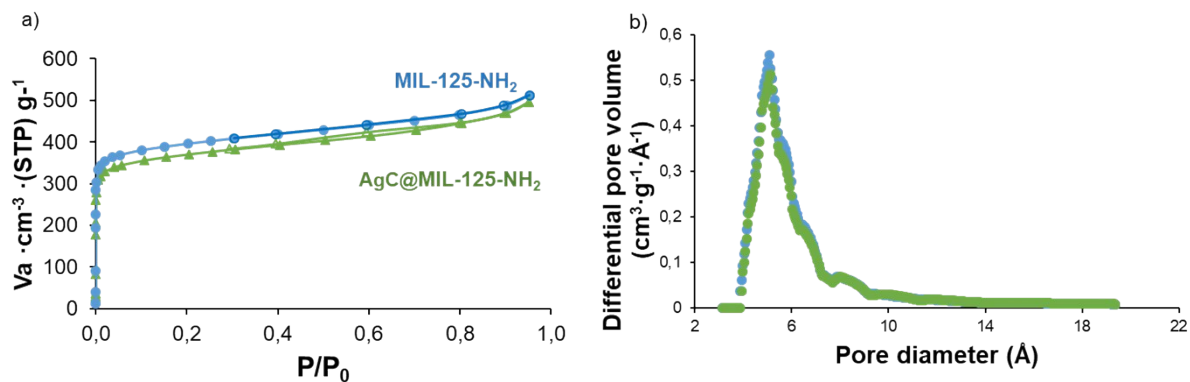 a)
Va ·cm⁻³ ·(STP) g-¹
600
500
400
300
200
100
0
MIL-125-NH₂
AgC@MIL-125-NH₂
0,0 0,2 0,4 0,6 0,8 1,0
P/P₀
b)
Differential pore volume
(cm³·g⁻¹·Å⁻¹)
0,6
0,5
0,4
0,3
0,2
0,1
0
2 6 10 14 18 22
Pore diameter (Å)